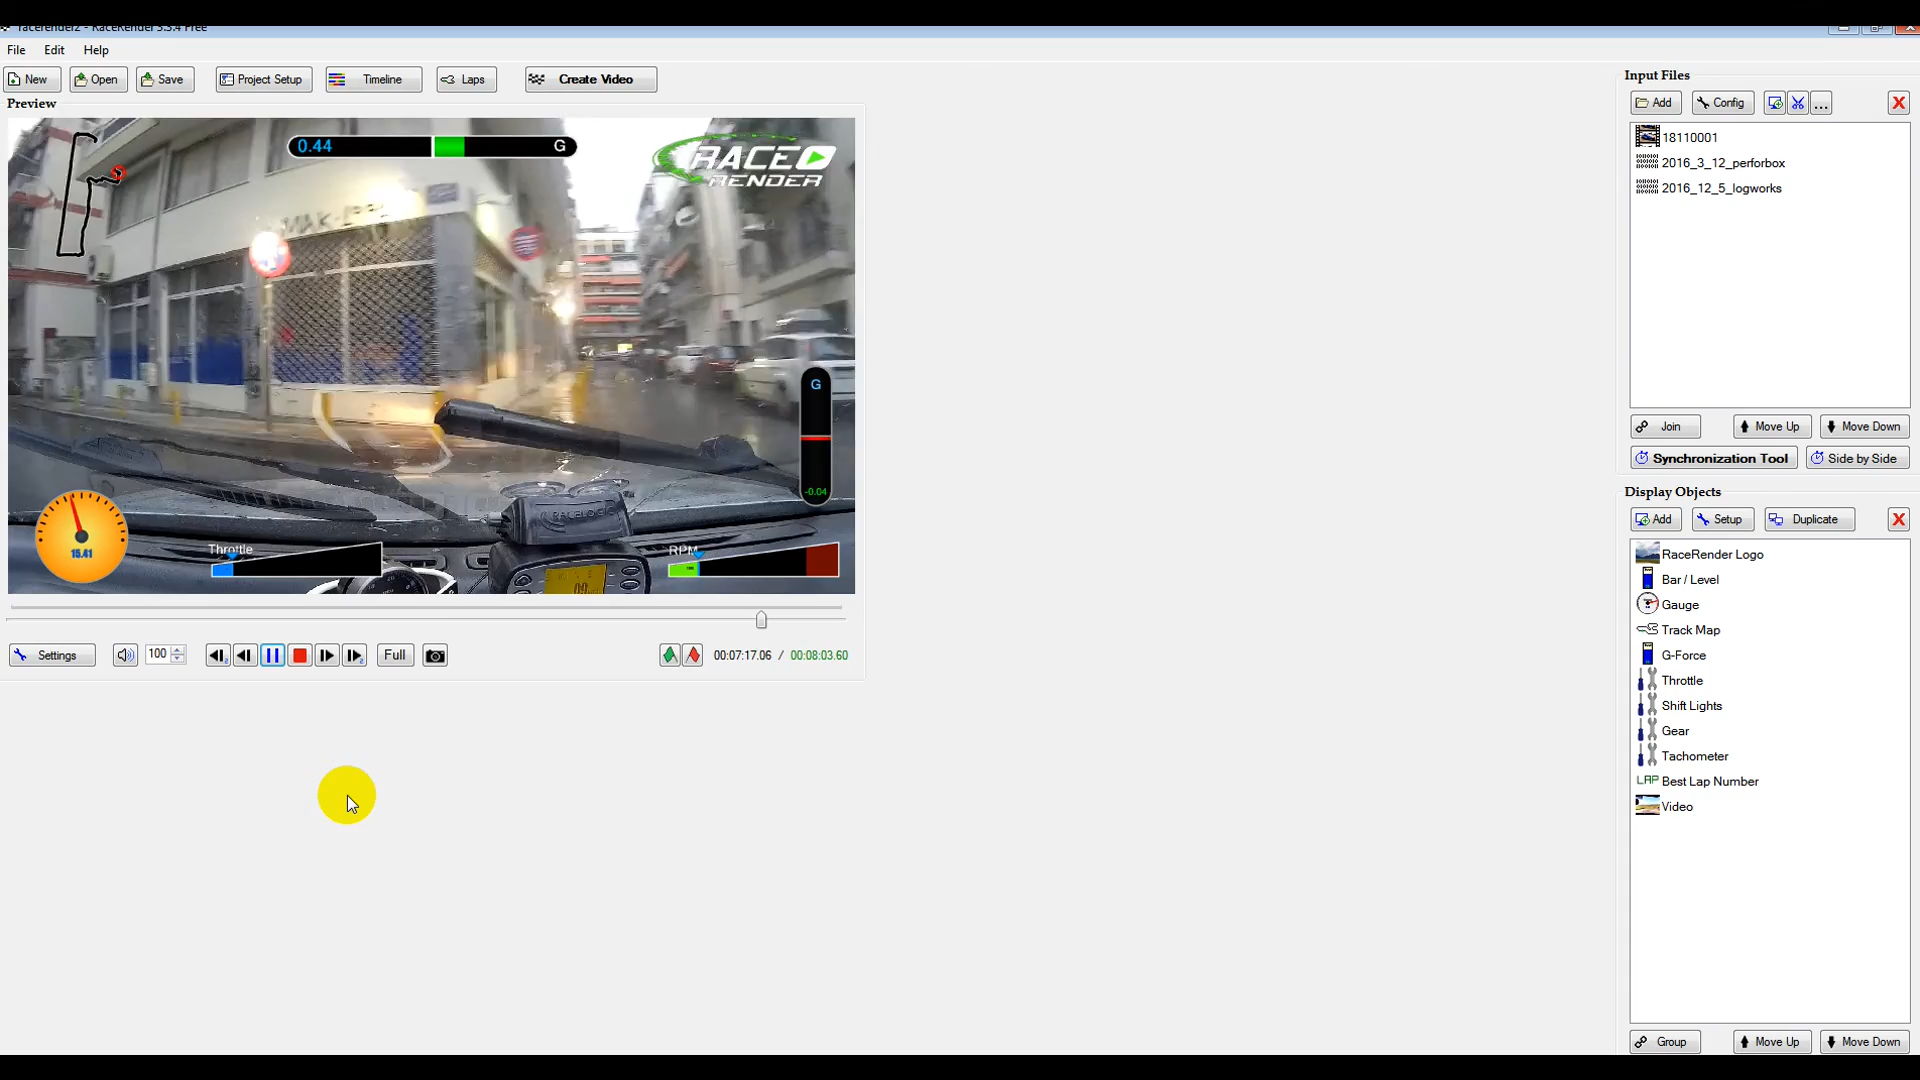 racerender2 - RaceRender 3.3.4 Free
File Edit Help
New Open Save Project Setup Timeline Laps Create Video
Preview
0.44 G
RACE
RENDER
G
-0.04
15.41
Throttle
RPM
RACELOGIC
Settings 100 Full 00:07:17.06 / 00:08:03.60
Input Files
Add Config ...
18110001
2016_3_12_perforbox
2016_12_5_logworks
Join Move Up Move Down
Synchronization Tool Side by Side
Display Objects
Add Setup Duplicate
RaceRender Logo
Bar / Level
Gauge
Track Map
G-Force
Throttle
Shift Lights
Gear
Tachometer
LAP Best Lap Number
Video
Group Move Up Move Down